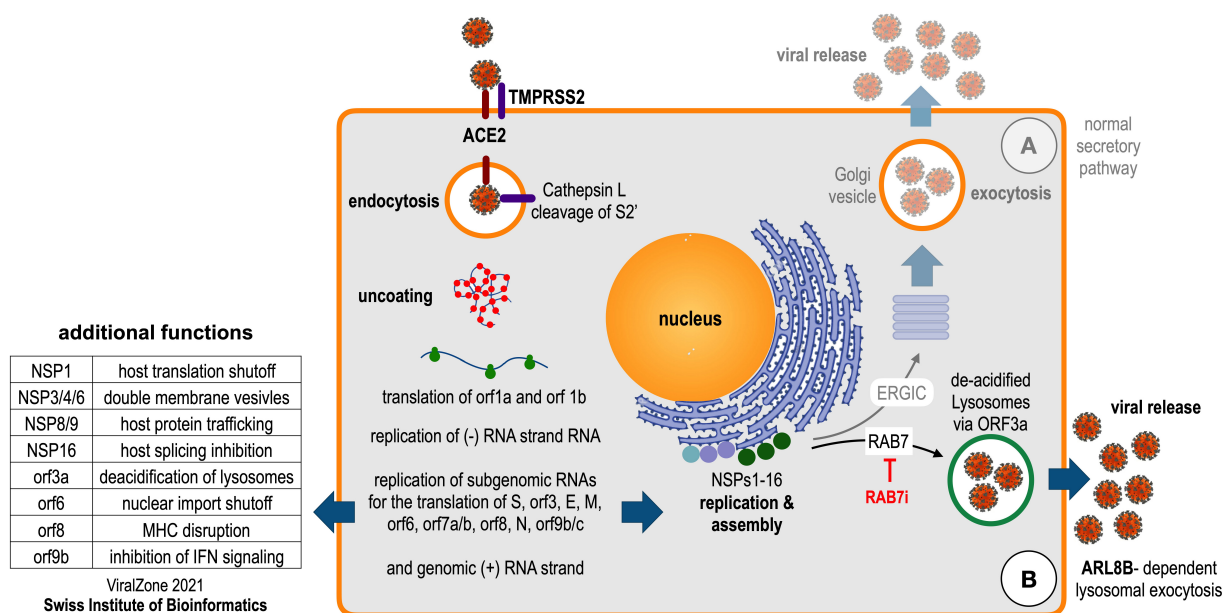 TMPRSS2
ACE2
endocytosis
Cathepsin L
cleavage of S2'
uncoating
translation of orf1a and orf 1b
replication of (-) RNA strand RNA
replication of subgenomic RNAs
for the translation of S, orf3, E, M,
orf6, orf7a/b, orf8, N, orf9b/c
and genomic (+) RNA strand
additional functions
NSP1 host translation shutoff
NSP3/4/6 double membrane vesivles
NSP8/9 host protein trafficking
NSP16 host splicing inhibition
orf3a deacidification of lysosomes
orf6 nuclear import shutoff
orf8 MHC disruption
orf9b inhibition of IFN signaling
ViralZone 2021
Swiss Institute of Bioinformatics
nucleus
NSPs1-16
replication &
assembly
viral release
A
normal
secretory
pathway
Golgi
vesicle
exocytosis
ERGIC
RAB7
RAB7i
de-acidified
Lysosomes
via ORF3a
viral release
B
ARL8B- dependent
lysosomal exocytosis